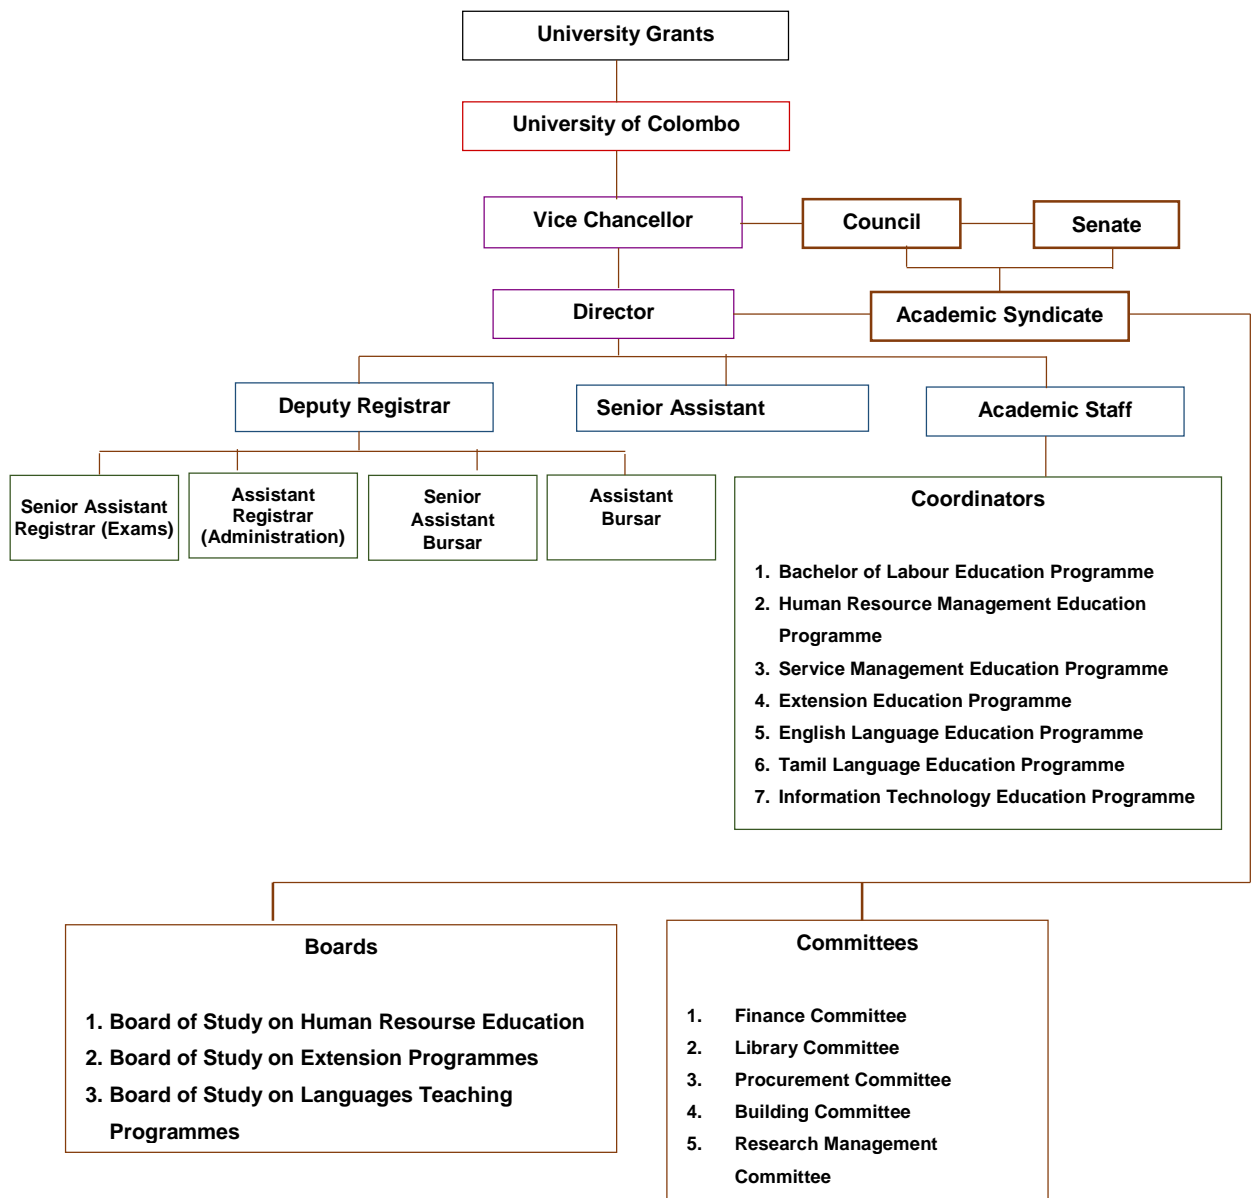 University Grants
University of Colombo
Vice Chancellor
Council
Senate
Director
Academic Syndicate
Deputy Registrar
Senior Assistant
Academic Staff
Senior Assistant
Registrar (Exams)
Assistant
Registrar
(Administration)
Senior
Assistant
Bursar
Assistant
Bursar
Coordinators
1. Bachelor of Labour Education Programme
2. Human Resource Management Education
Programme
3. Service Management Education Programme
4. Extension Education Programme
5. English Language Education Programme
6. Tamil Language Education Programme
7. Information Technology Education Programme
Boards
1. Board of Study on Human Resourse Education
2. Board of Study on Extension Programmes
3. Board of Study on Languages Teaching
Programmes
Committees
1. Finance Committee
2. Library Committee
3. Procurement Committee
4. Building Committee
5. Research Management
Committee